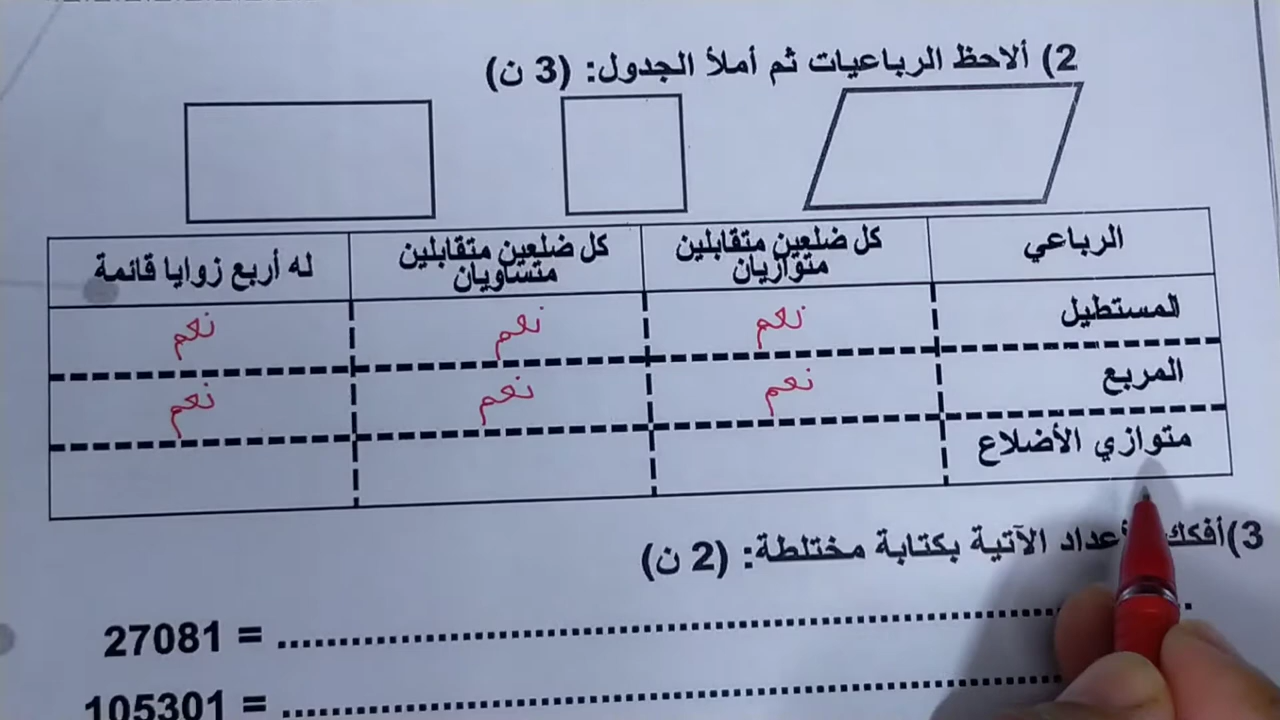 2) ألاحظ الرباعيات ثم أملأ الجدول: (3 ن)
الرباعي كل ضلعين متقابلين متوازيان كل ضلعين متقابلين متساويان له أربع زوايا قائمة
المستطيل نعم نعم نعم
المربع نعم نعم نعم
متوازي الأضلاع
3) أفكك الآتية بكتابة مختلطة: (2 ن)
27081 = ........................................
105301 = ........................................